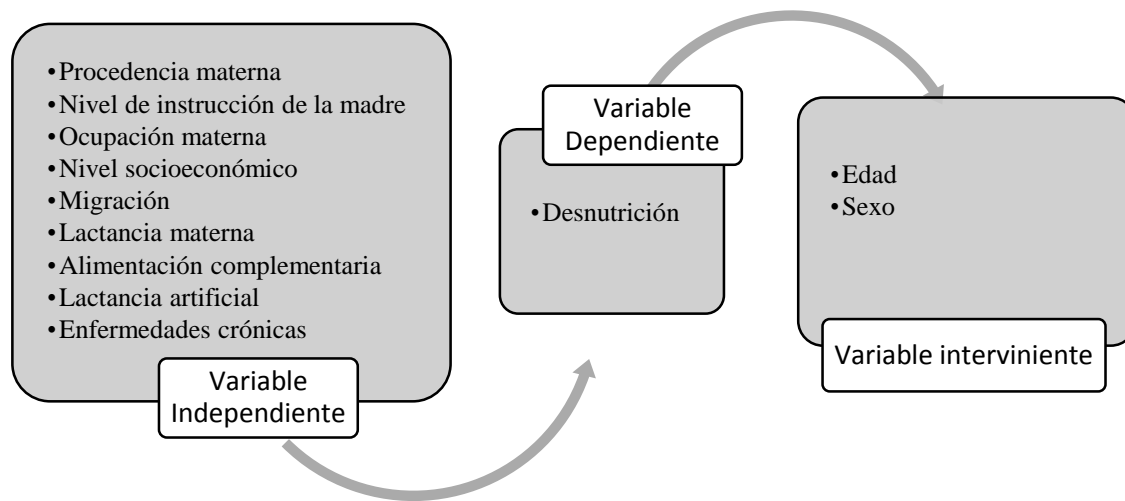 •Procedencia materna
•Nivel de instrucción de la madre
•Ocupación materna
•Nivel socioeconómico
•Migración
•Lactancia materna
•Alimentación complementaria
•Lactancia artificial
•Enfermedades crónicas
Variable
Independiente
Variable
Dependiente
•Desnutrición
•Edad
•Sexo
Variable interviniente